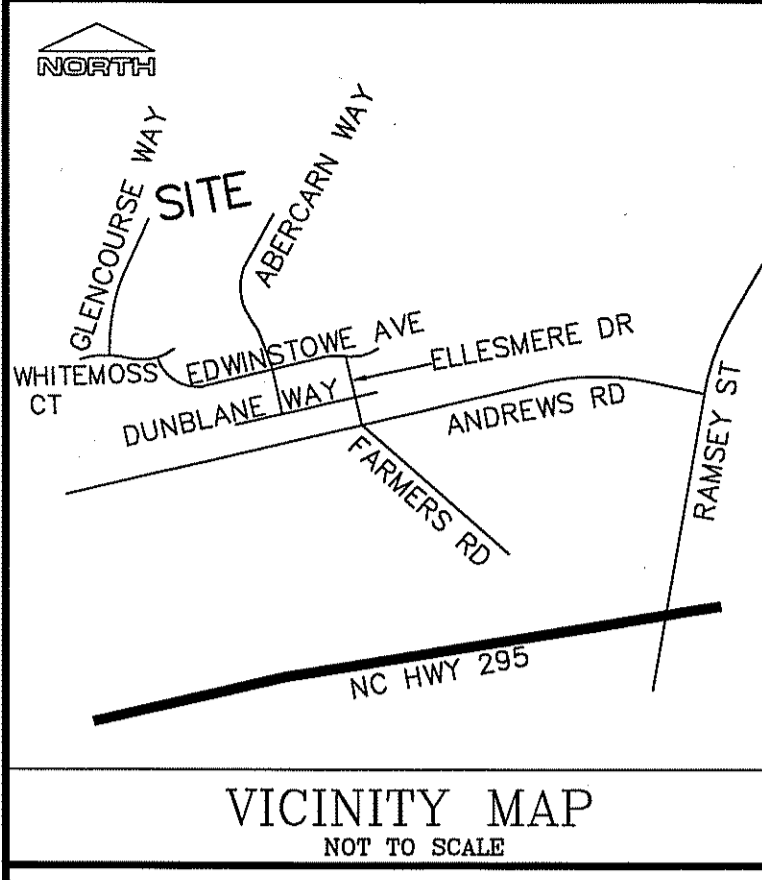 NORTH
GLENCOURSE WAY
SITE
ABERCARN WAY
WHITEMOSS
CT
EDWINSTOWE AVE
ELLESMERE DR
DUNBLANE WAY
ANDREWS RD
FARMERS RD
RAMSEY ST
NC HWY 295
VICINITY MAP
NOT TO SCALE